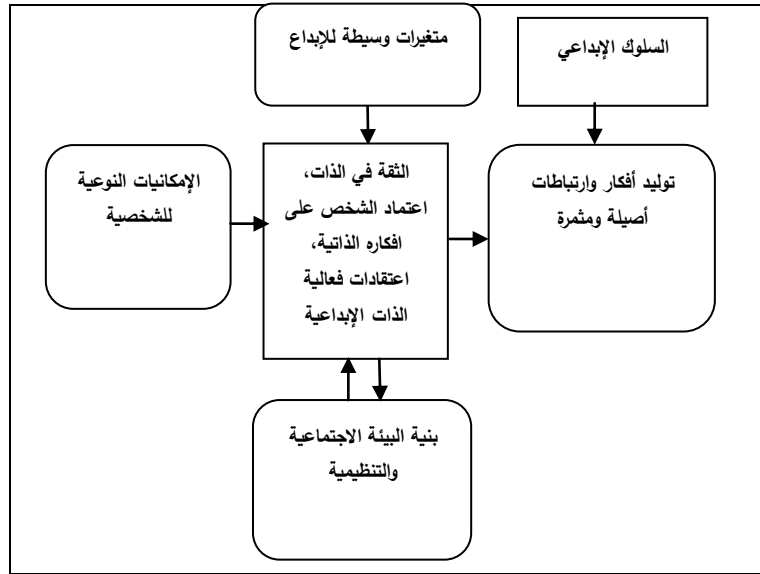 السلوك الإبداعي
متغيرات وسيطة للإبداع
توليد أفكار وارتباطات
أصيلة ومثمرة
الثقة في الذات،
اعتماد الشخص على
افكاره الذاتية،
اعتقادات فعالية
الذات الإبداعية
الإمكانيات النوعية
للشخصية
بنية البيئة الاجتماعية
والتنظيمية